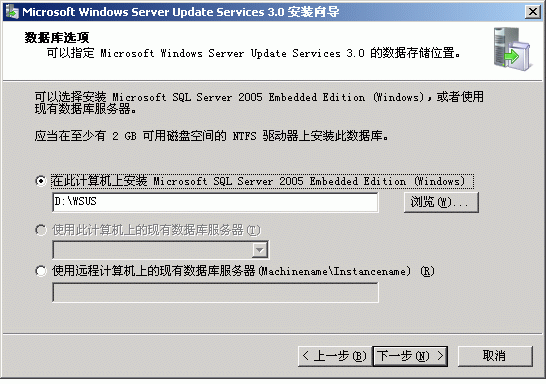 Microsoft Windows Server Update Services 3.0 安装向导
数据库选项
可以指定 Microsoft Windows Server Update Services 3.0 的数据存储位置。
可以选择安装 Microsoft SQL Server 2005 Embedded Edition (Windows)，或者使用
现有数据库服务器。
应当在至少有 2 GB 可用磁盘空间的 NTFS 驱动器上安装此数据库。
在此计算机上安装 Microsoft SQL Server 2005 Embedded Edition (Windows)
D:\WSUS 浏览(W)...
使用此计算机上的现有数据库服务器(T)
使用远程计算机上的现有数据库服务器(Machinename\Instancename) (R)
< 上一步(B) 下一步(N) > 取消